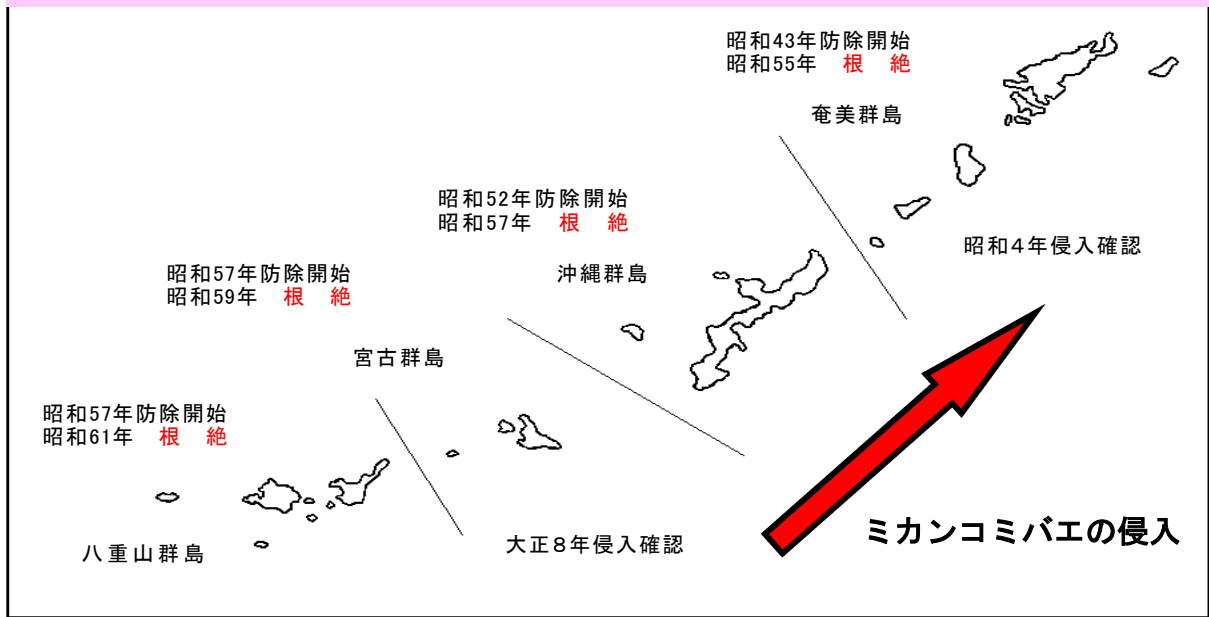 昭和43年防除開始
昭和55年　根　絶
奄美群島
昭和52年防除開始
昭和57年　根　絶
昭和4年侵入確認
昭和57年防除開始
昭和59年　根　絶
沖縄群島
宮古群島
昭和57年防除開始
昭和61年　根　絶
ミカンコミバエの侵入
大正8年侵入確認
八重山群島